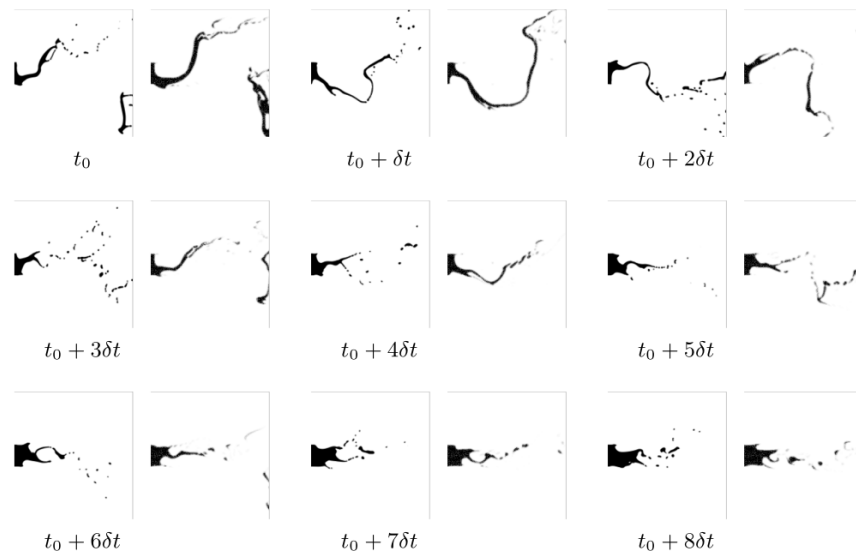 t₀ t₀ + δt t₀ + 2δt
t₀ + 3δt t₀ + 4δt t₀ + 5δt
t₀ + 6δt t₀ + 7δt t₀ + 8δt